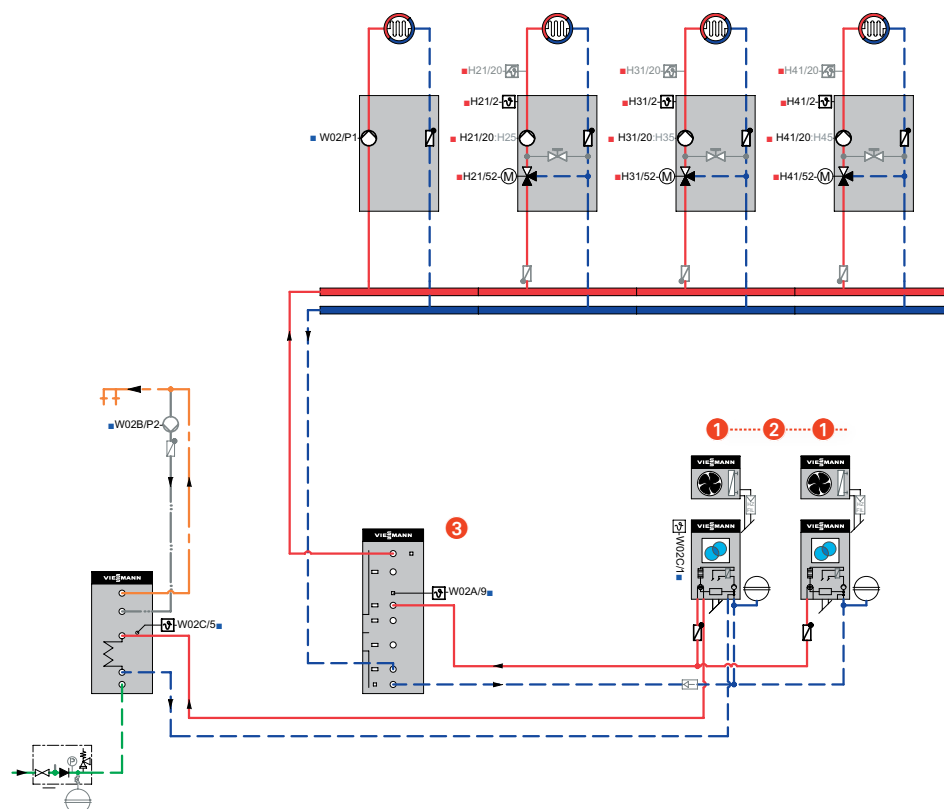 H21/20
H31/20
H41/20
H21/2
H31/2
H41/2
W02/P1
H21/20:H25
H31/20:H35
H41/20:H45
H21/52 M
H31/52 M
H41/52 M
W02B/P2
1 2 1
VIESMANN VIESMANN
VIESMANN 3 W02C/1 VIESMANN VIESMANN
VIESMANN
W02A/9
W02C/5
P